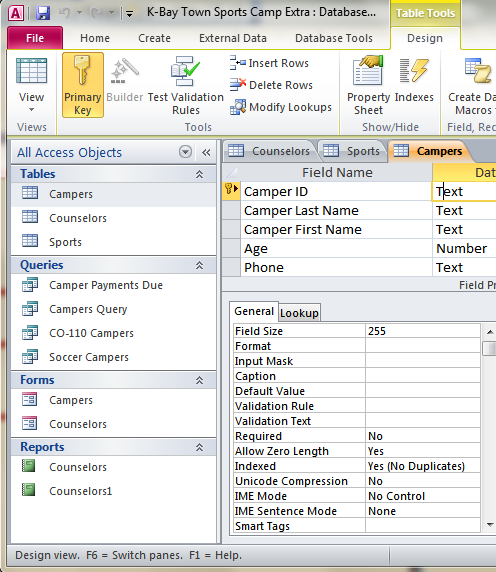 K-Bay Town Sports Camp Extra : Database...
Table Tools
File Home Create External Data Database Tools Design
View
Primary Key
Builder
Test Validation Rules
Insert Rows
Delete Rows
Modify Lookups
Property Sheet
Indexes
Create Da
Macros
Views Tools Show/Hide Field, Rec
All Access Objects
Tables
Campers
Counselors
Sports
Queries
Camper Payments Due
Campers Query
CO-110 Campers
Soccer Campers
Forms
Campers
Counselors
Reports
Counselors
Counselors1
Counselors Sports Campers
Field Name Dat
Camper ID Text
Camper Last Name Text
Camper First Name Text
Age Number
Phone Text
Field Pr
General Lookup
Field Size 255
Format
Input Mask
Caption
Default Value
Validation Rule
Validation Text
Required No
Allow Zero Length Yes
Indexed Yes (No Duplicates)
Unicode Compression No
IME Mode No Control
IME Sentence Mode None
Smart Tags
Design view. F6 = Switch panes. F1 = Help.